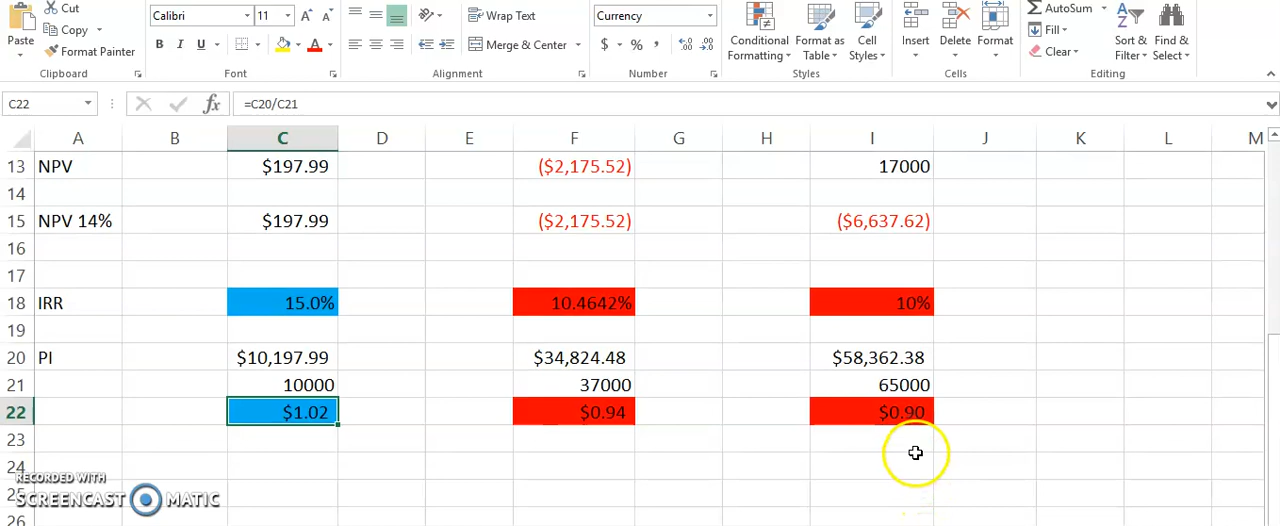 Cut
Calibri 11 A A
Wrap Text
Currency
AutoSum
Paste
Copy
Fill
Format Painter
B I U A
Merge & Center
$ % , .0 .00 .00 .0
Conditional Formatting
Format as Table
Cell Styles
Insert
Delete
Format
Clear
Sort & Filter
Find & Select
Clipboard
Font
Alignment
Number
Styles
Cells
Editing
C22 fx =C20/C21
A B C D E F G H I J K L M
13 NPV $197.99 ($2,175.52) 17000
14
15 NPV 14% $197.99 ($2,175.52) ($6,637.62)
16
17
18 IRR 15.0% 10.4642% 10%
19
20 PI $10,197.99 $34,824.48 $58,362.38
21 10000 37000 65000
22 $1.02 $0.94 $0.90
23
24
RECORDED WITH
25
SCREENCAST MATIC
26